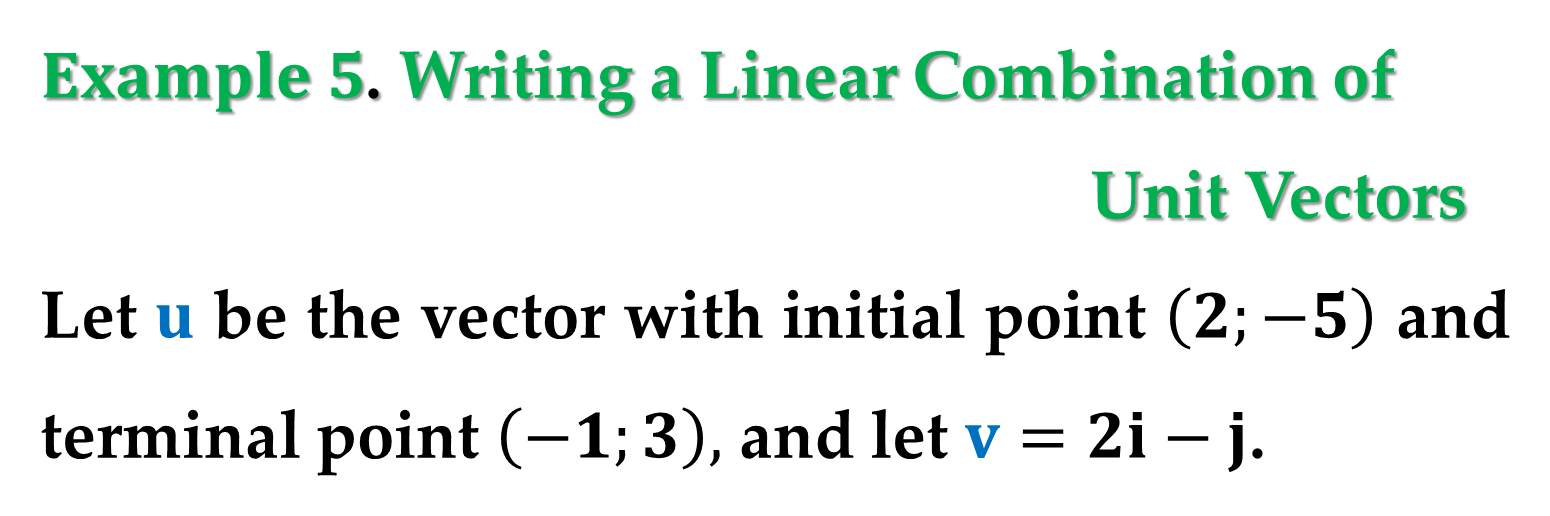 Example 5. Writing a Linear Combination of
Unit Vectors
Let u be the vector with initial point (2; −5) and
terminal point (−1; 3), and let v = 2i − j.